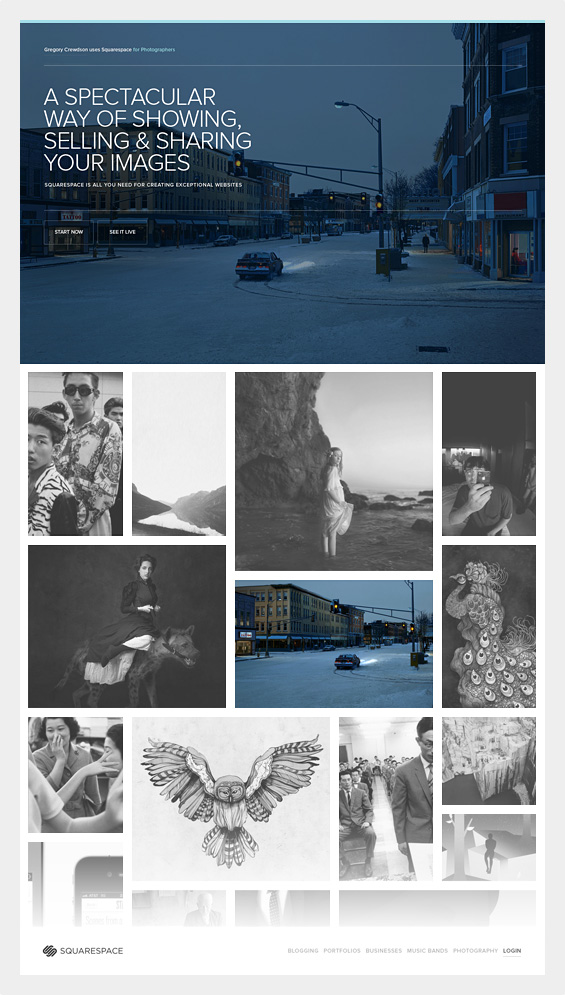 Gregory Crewdson uses Squarespace for Photographers
A SPECTACULAR
WAY OF SHOWING,
SELLING & SHARING
YOUR IMAGES
SQUARESPACE IS ALL YOU NEED FOR CREATING EXCEPTIONAL WEBSITES
START NOW SEE IT LIVE
SQUARESPACE
BLOGGING PORTFOLIOS BUSINESSES MUSIC BANDS PHOTOGRAPHY LOGIN